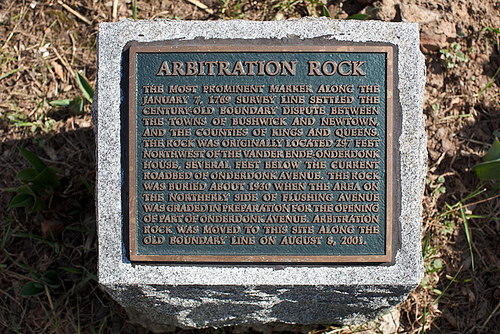 ARBITRATION ROCK
THE MOST PROMINENT MARKER ALONG THE
JANUARY 7, 1769 SURVEY LINE SETTLED THE
CENTURY-OLD BOUNDARY DISPUTE BETWEEN
THE TOWNS OF BUSHWICK AND NEWTOWN,
AND THE COUNTIES OF KINGS AND QUEENS.
THE ROCK WAS ORIGINALLY LOCATED 297 FEET
NORTHWEST OF THE VANDER ENDE-ONDERDONK
HOUSE, SEVERAL FEET BELOW THE CURRENT
ROADBED OF ONDERDONK AVENUE. THE ROCK
WAS BURIED ABOUT 1930 WHEN THE AREA ON
THE NORTHERLY SIDE OF FLUSHING AVENUE
WAS GRADED IN PREPARATION FOR THE OPENING
OF PART OF ONDERDONK AVENUE. ARBITRATION
ROCK WAS MOVED TO THIS SITE ALONG THE
OLD BOUNDARY LINE ON AUGUST 8, 2001.